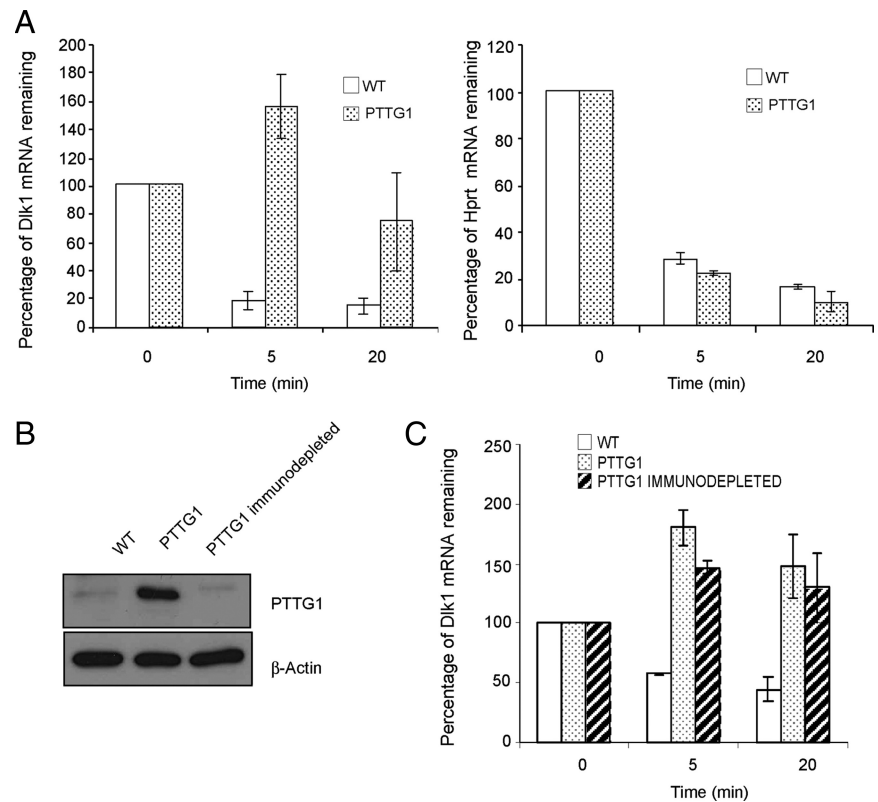 A
Percentage of Dlk1 mRNA remaining
200
180
160
140
120
100
80
60
40
20
0
WT
PTTG1
0 5 20
Time (min)
Percentage of Hprt mRNA remaining
120
100
80
60
40
20
0
WT
PTTG1
0 5 20
Time (min)
B
WT
PTTG1
PTTG1 immunodepleted
PTTG1
β-Actin
C
Percentage of Dlk1 mRNA remaining
250
200
150
100
50
0
WT
PTTG1
PTTG1 IMMUNODEPLETED
0 5 20
Time (min)